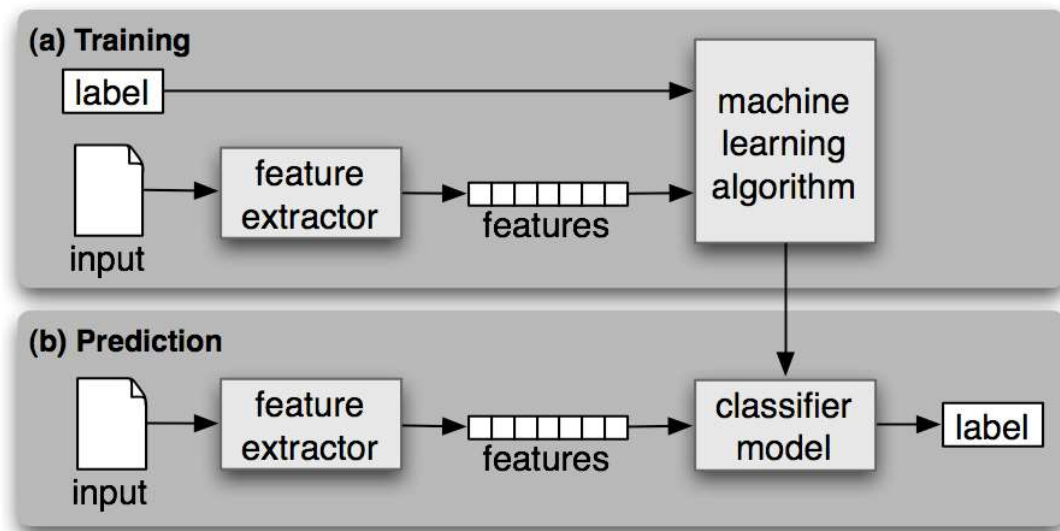 (a) Training
label
machine
learning
algorithm
feature
extractor
features
input
(b) Prediction
feature
extractor
features
classifier
model
label
input